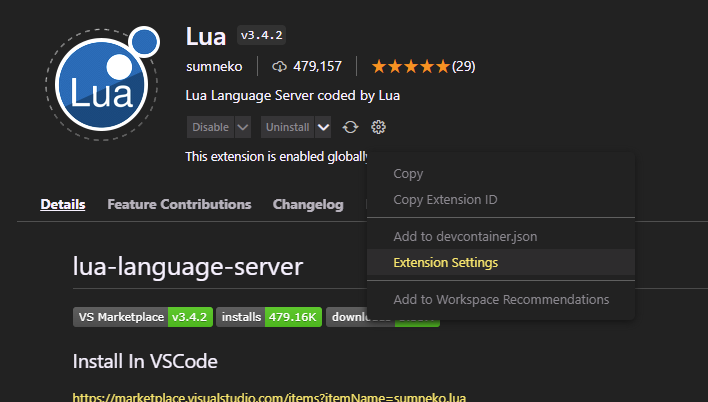 Lua
Lua v3.4.2
sumneko 479,157 (29)
Lua Language Server coded by Lua
Disable Uninstall
This extension is enabled globally
Copy
Copy Extension ID
Add to devcontainer.json
Extension Settings
Add to Workspace Recommendations
Details Feature Contributions Changelog
lua-language-server
VS Marketplace v3.4.2 installs 479.16K
Install In VSCode
https://marketplace.visualstudio.com/items?itemName=sumneko.lua